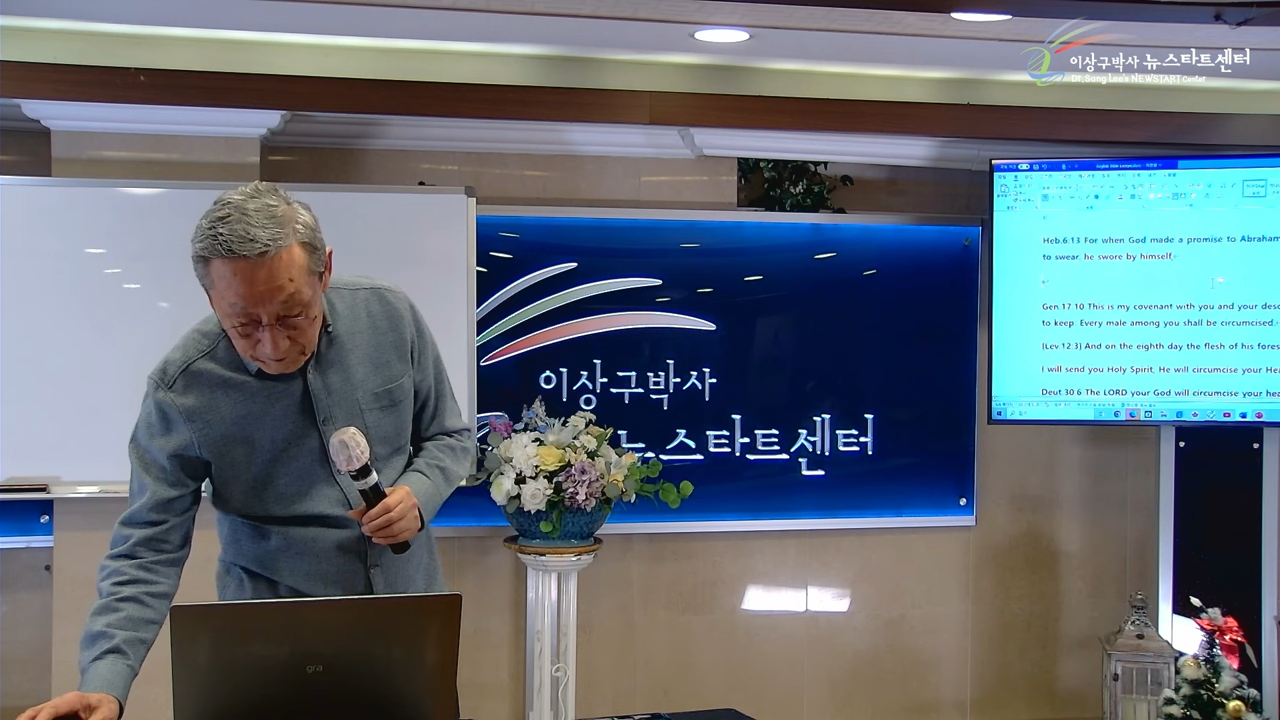 이상구박사 뉴스타트센터
Dr. Sang Lee's NEWSTART Center
이상구박사
뉴스타트센터
Heb.6:13 For when God made a promise to Abraham
to swear he swore by himself,
Gen.17:10 This is my covenant with you and your desc
to keep. Every male among you shall be circumcised.
(Lev.12:3) And on the eighth day the flesh of his fores
I will send you Holy Spirit, He will circumcise your Hea
Deut.30:6 The LORD your God will circumcise your hea
gra